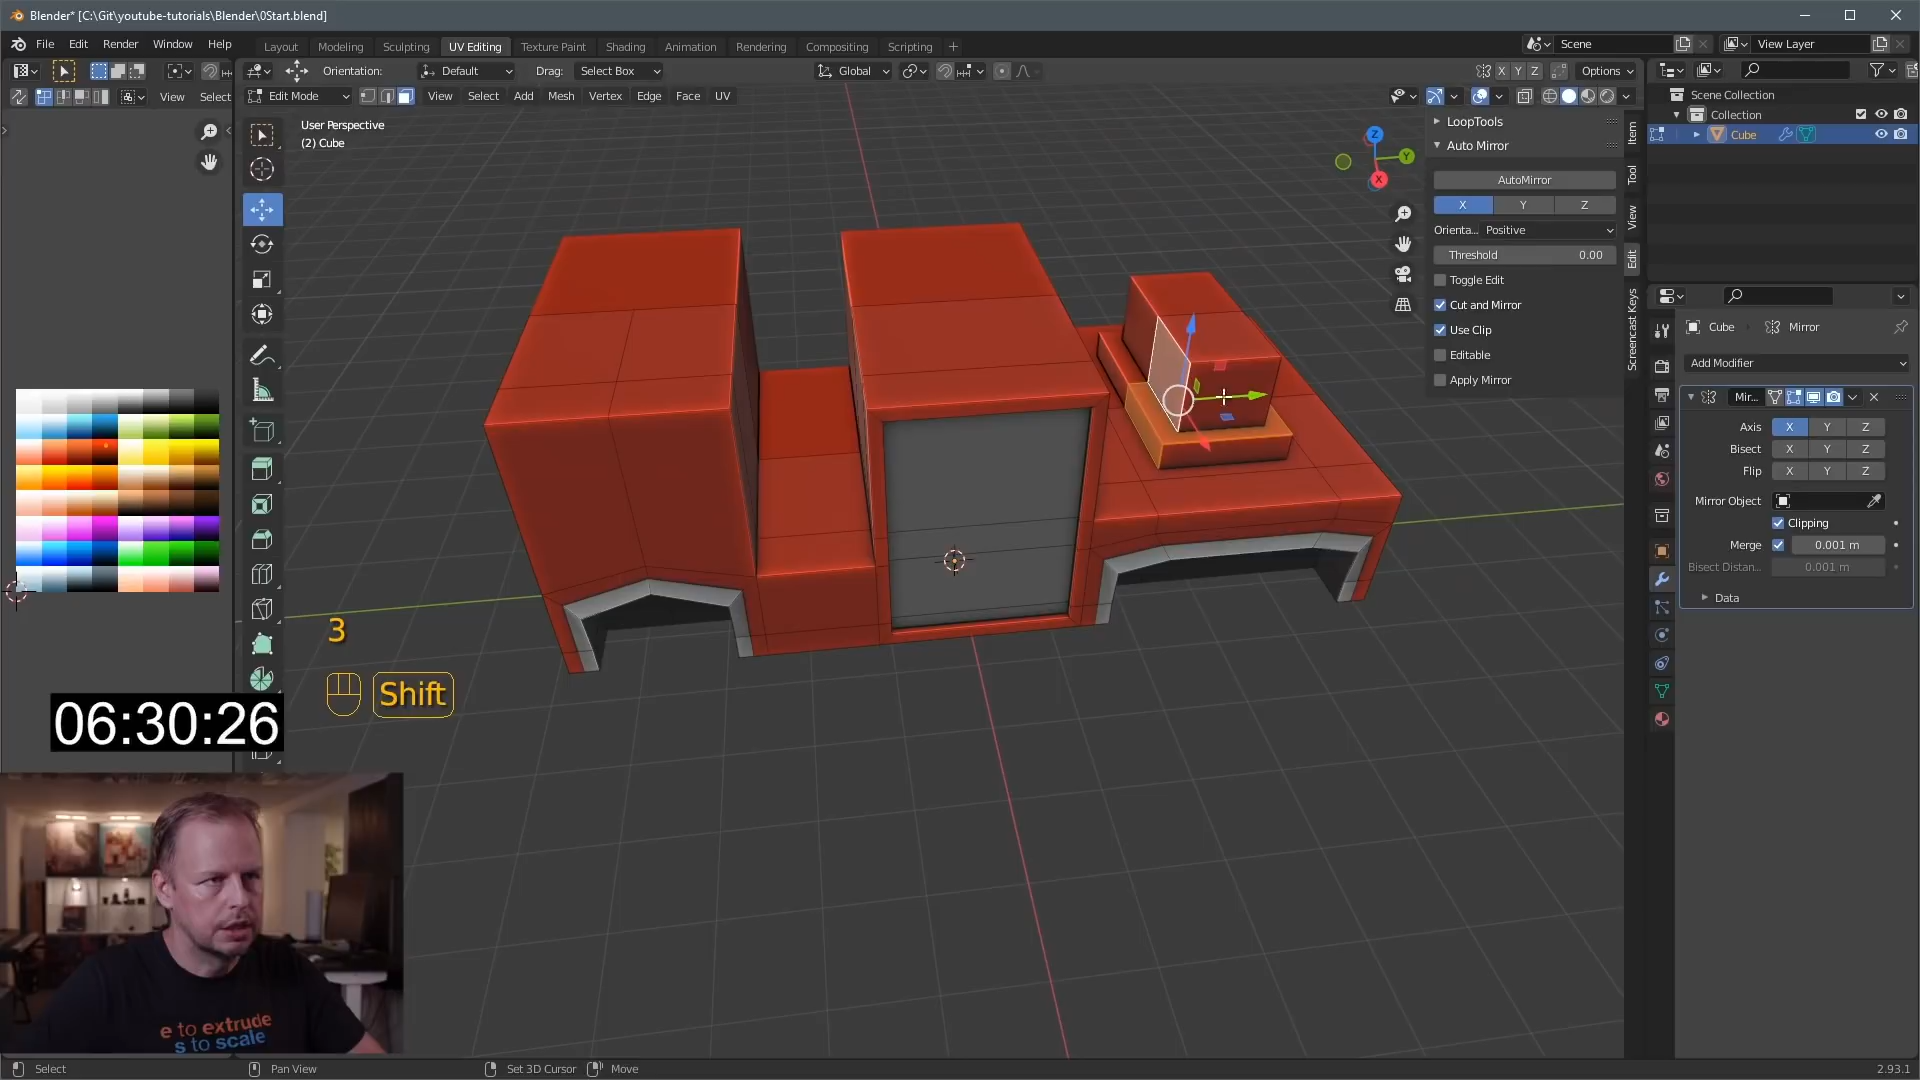 Blender* [C:\Git\youtube-tutorials\Blender\0Start.blend]
File Edit Render Window Help
Layout Modeling Sculpting UV Editing Texture Paint Shading Animation Rendering Compositing Scripting +
Scene
View Layer
Orientation: Default Drag: Select Box
Global
X Y Z
Options
View Select
Edit Mode
View Select Add Mesh Vertex Edge Face UV
User Perspective
(2) Cube
Z
Y
X
LoopTools
Auto Mirror
AutoMirror
X Y Z
Orienta... Positive
Threshold 0.00
Toggle Edit
Cut and Mirror
Use Clip
Editable
Apply Mirror
Item
Tool
View
Edit
Screencast Keys
Scene Collection
Collection
Cube
Cube Mirror
Add Modifier
Mir...
Axis X Y Z
Bisect X Y Z
Flip X Y Z
Mirror Object
Clipping
Merge 0.001 m
Bisect Distan... 0.001 m
Data
3
Shift
06:30:26
e to extrude
s to scale
Select
Pan View
Set 3D Cursor
Move
2.93.1